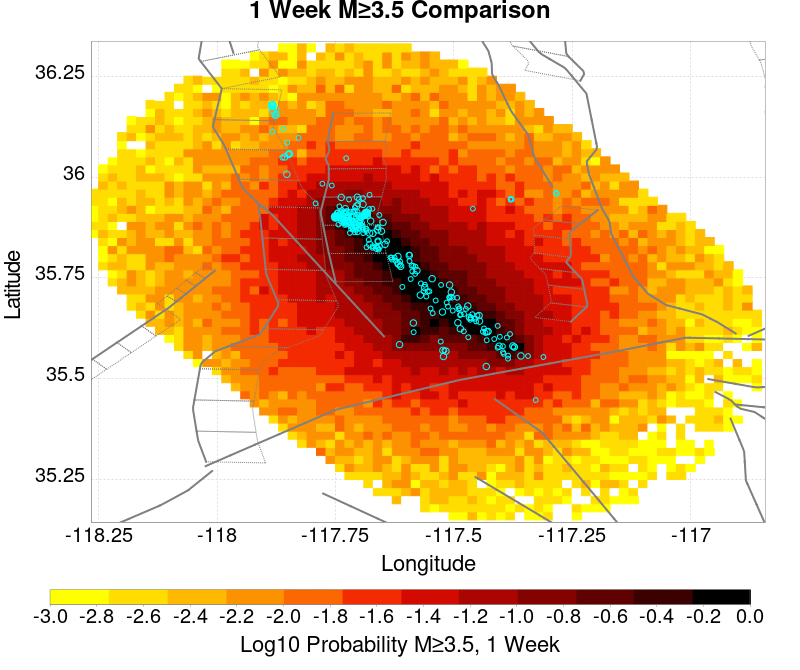 1 Week M≥3.5 Comparison
36.25
36
35.75
35.5
35.25
Latitude
-118.25 -118 -117.75 -117.5 -117.25 -117
Longitude
-3.0 -2.8 -2.6 -2.4 -2.2 -2.0 -1.8 -1.6 -1.4 -1.2 -1.0 -0.8 -0.6 -0.4 -0.2 0.0
Log10 Probability M≥3.5, 1 Week